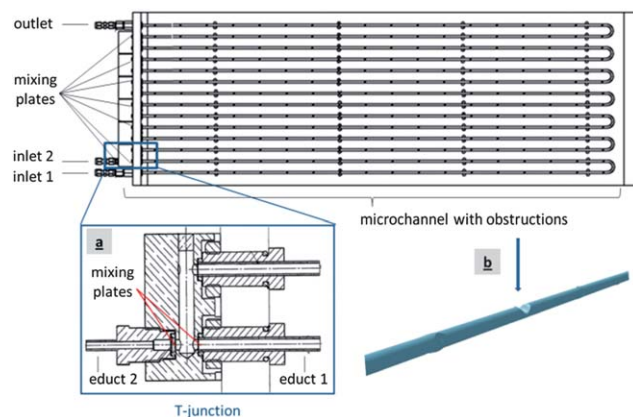 outlet
mixing
plates
inlet 2
inlet 1
microchannel with obstructions
a
mixing
plates
educt 2
educt 1
T-junction
b